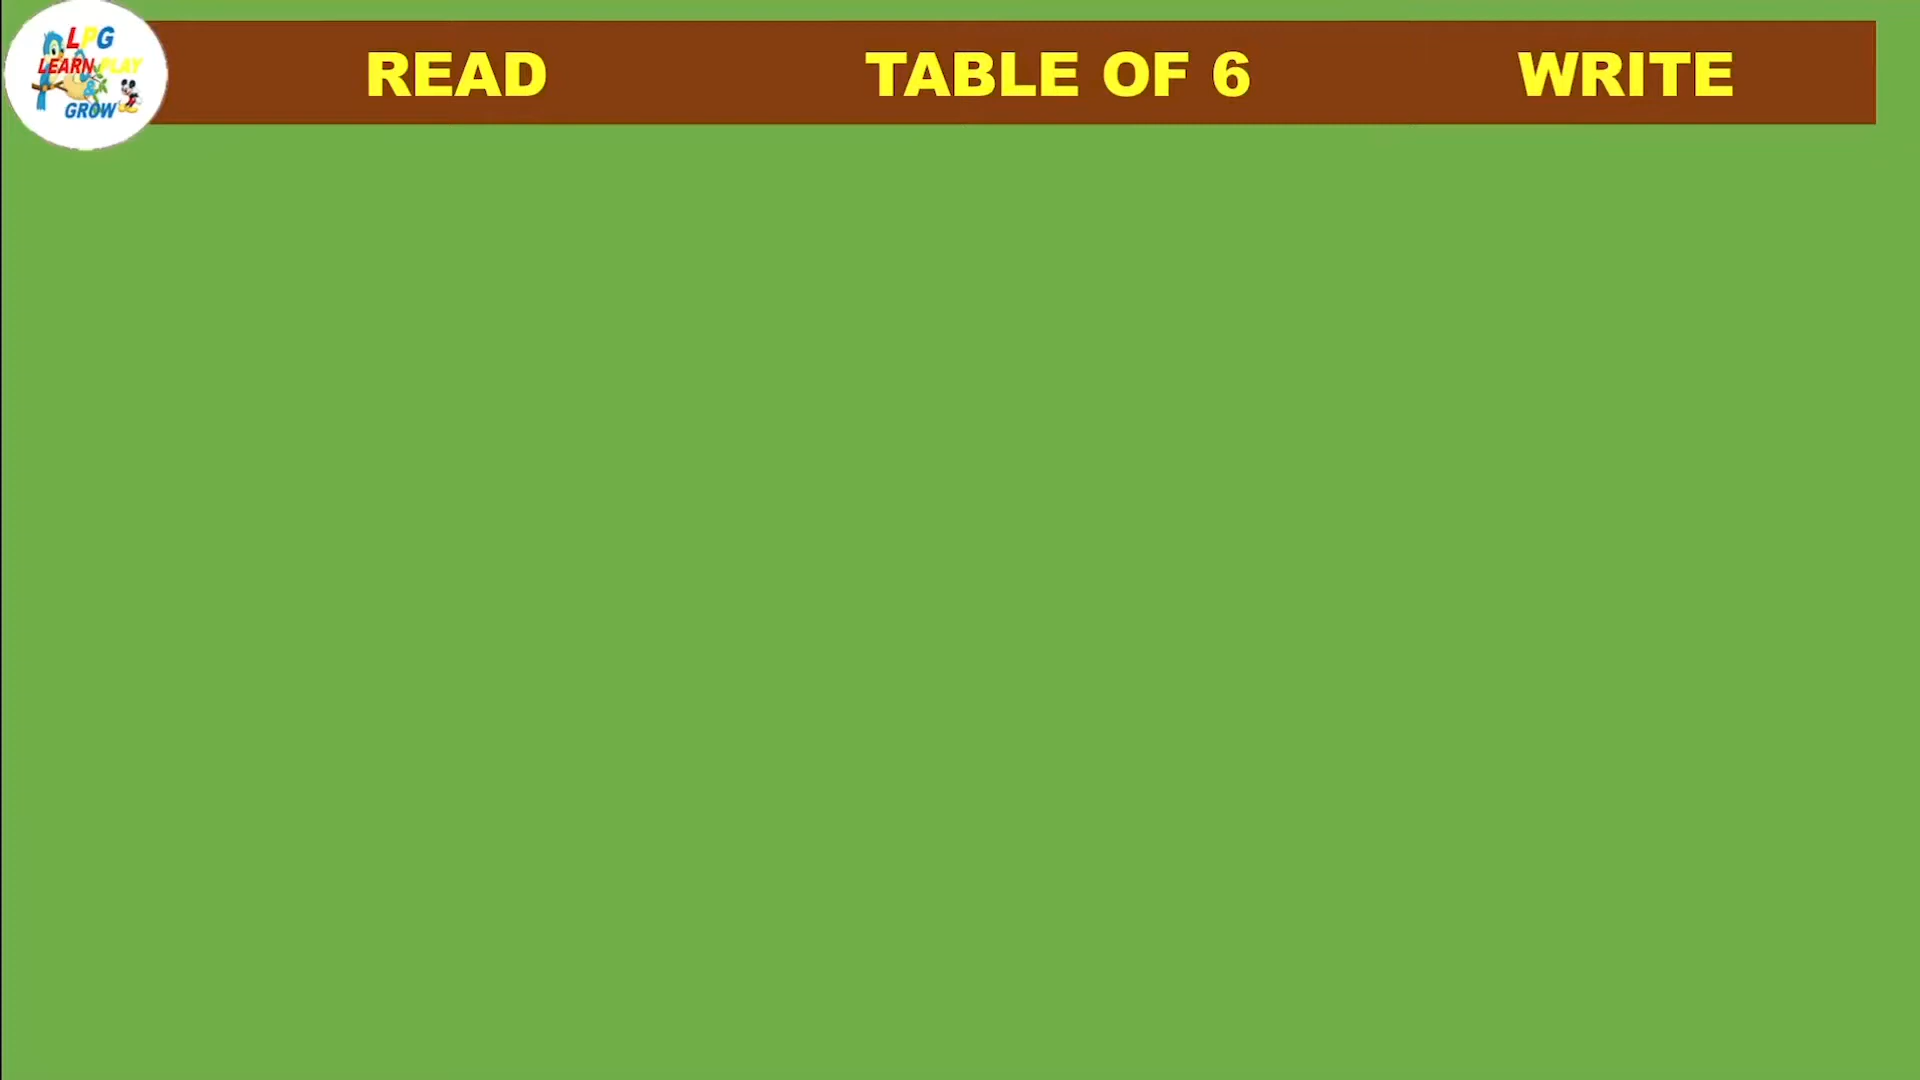 LPG
LEARN PLAY
&
GROW
READ TABLE OF 6 WRITE